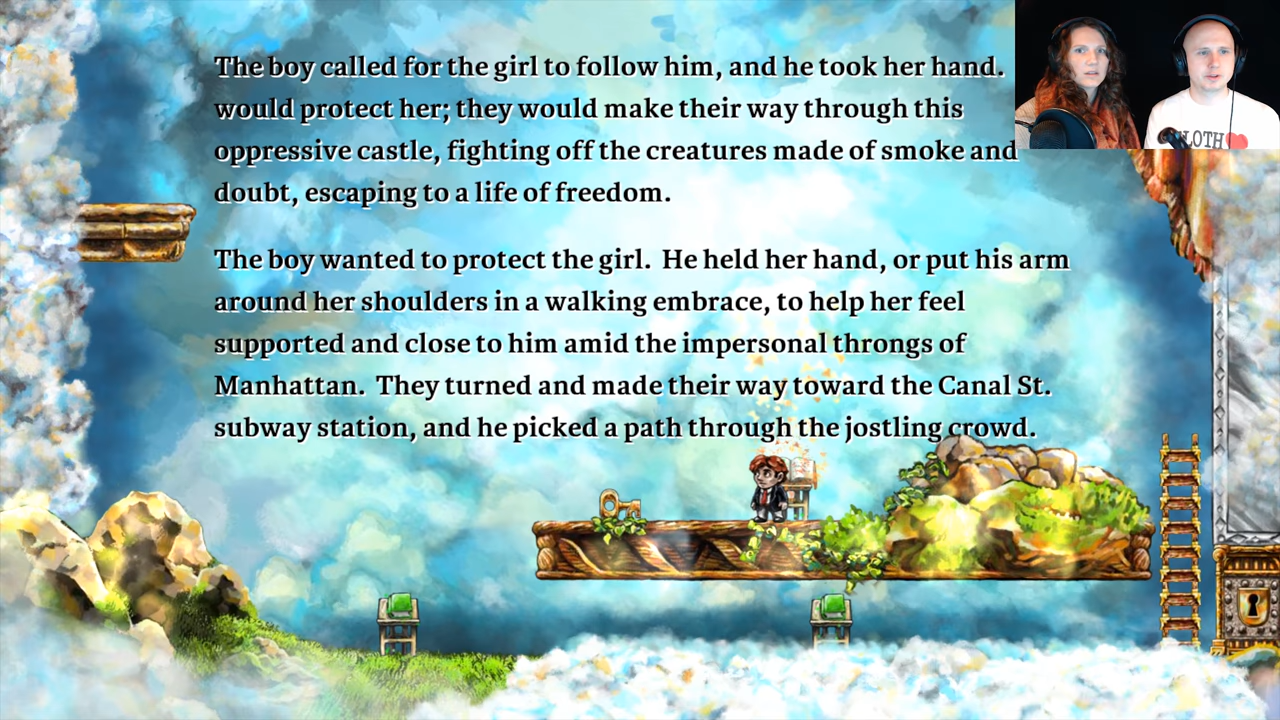 The boy called for the girl to follow him, and he took her hand.
would protect her; they would make their way through this
oppressive castle, fighting off the creatures made of smoke and
doubt, escaping to a life of freedom.
The boy wanted to protect the girl. He held her hand, or put his arm
around her shoulders in a walking embrace, to help her feel
supported and close to him amid the impersonal throngs of
Manhattan. They turned and made their way toward the Canal St.
subway station, and he picked a path through the jostling crowd.
LOTH